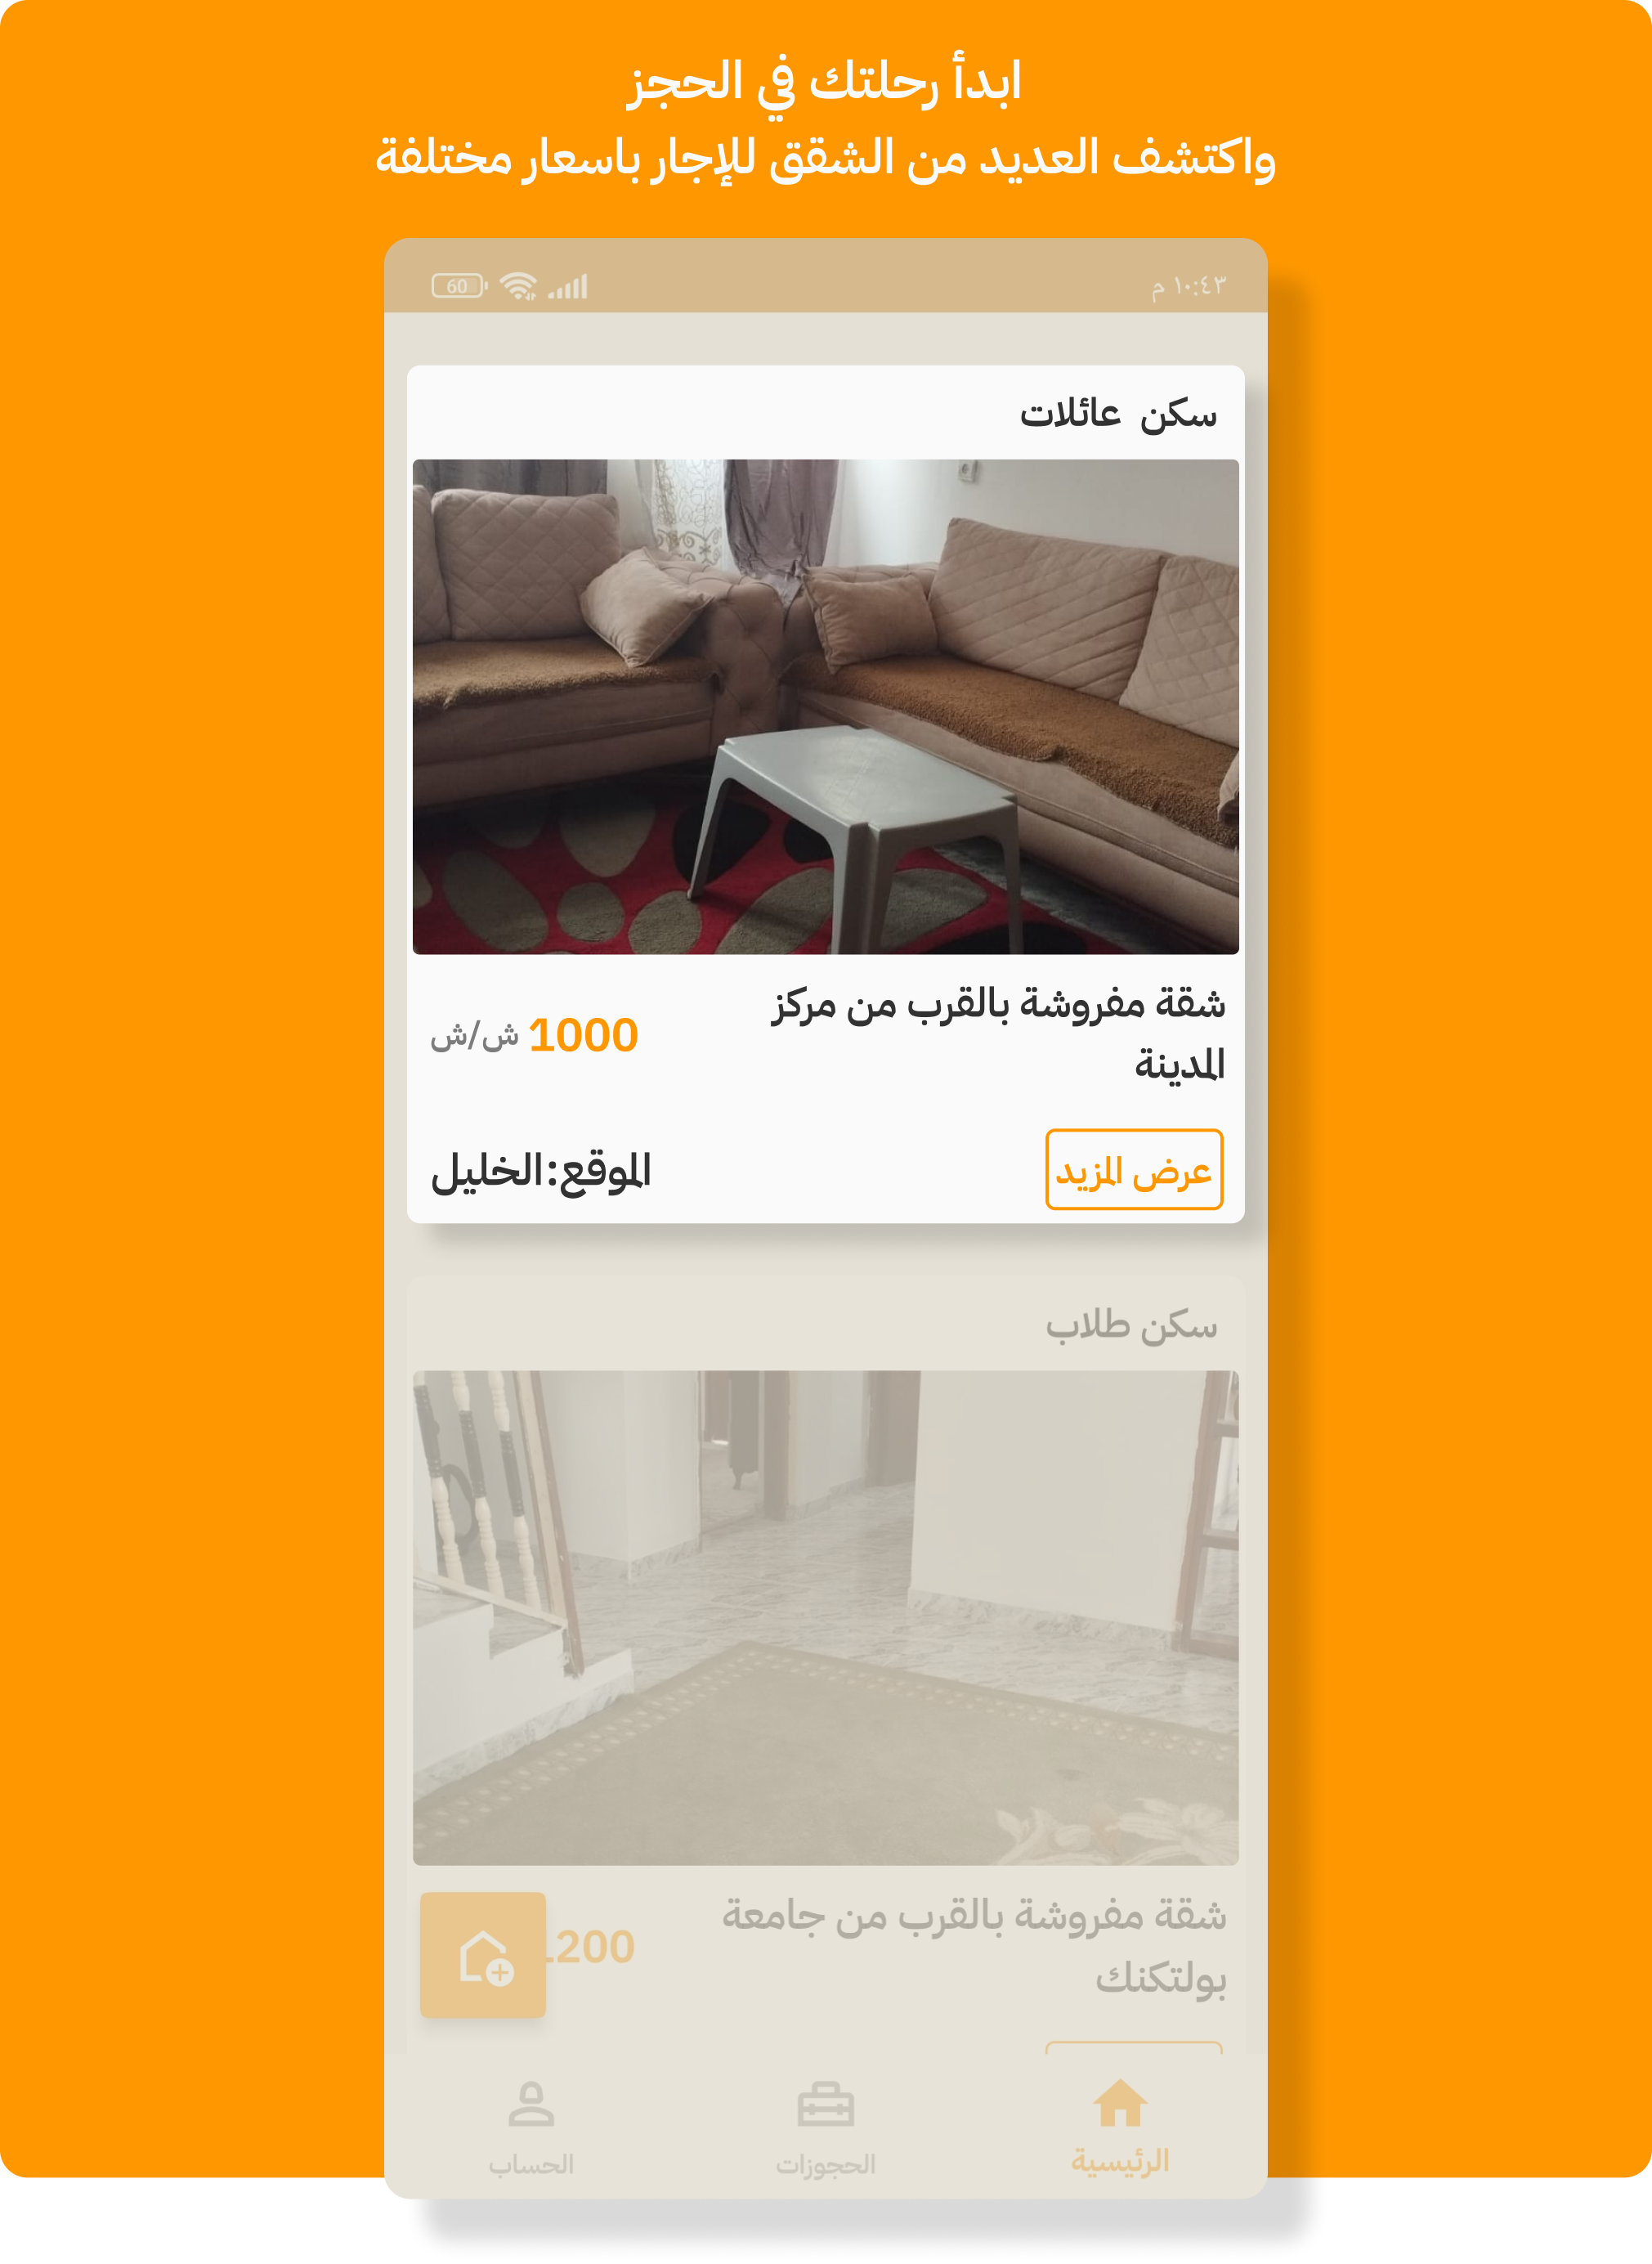 ابدأ رحلتك في الحجز
واكتشف العديد من الشقق للإجار باسعار مختلفة
١٠:٤٣ م
60
سكن عائلات
شقة مفروشة بالقرب من مركز
المدينة
1000 ش/ش
عرض المزيد
الموقع:الخليل
سكن طلاب
شقة مفروشة بالقرب من جامعة
بولتكنك
1200
الرئيسية
الحجوزات
الحساب